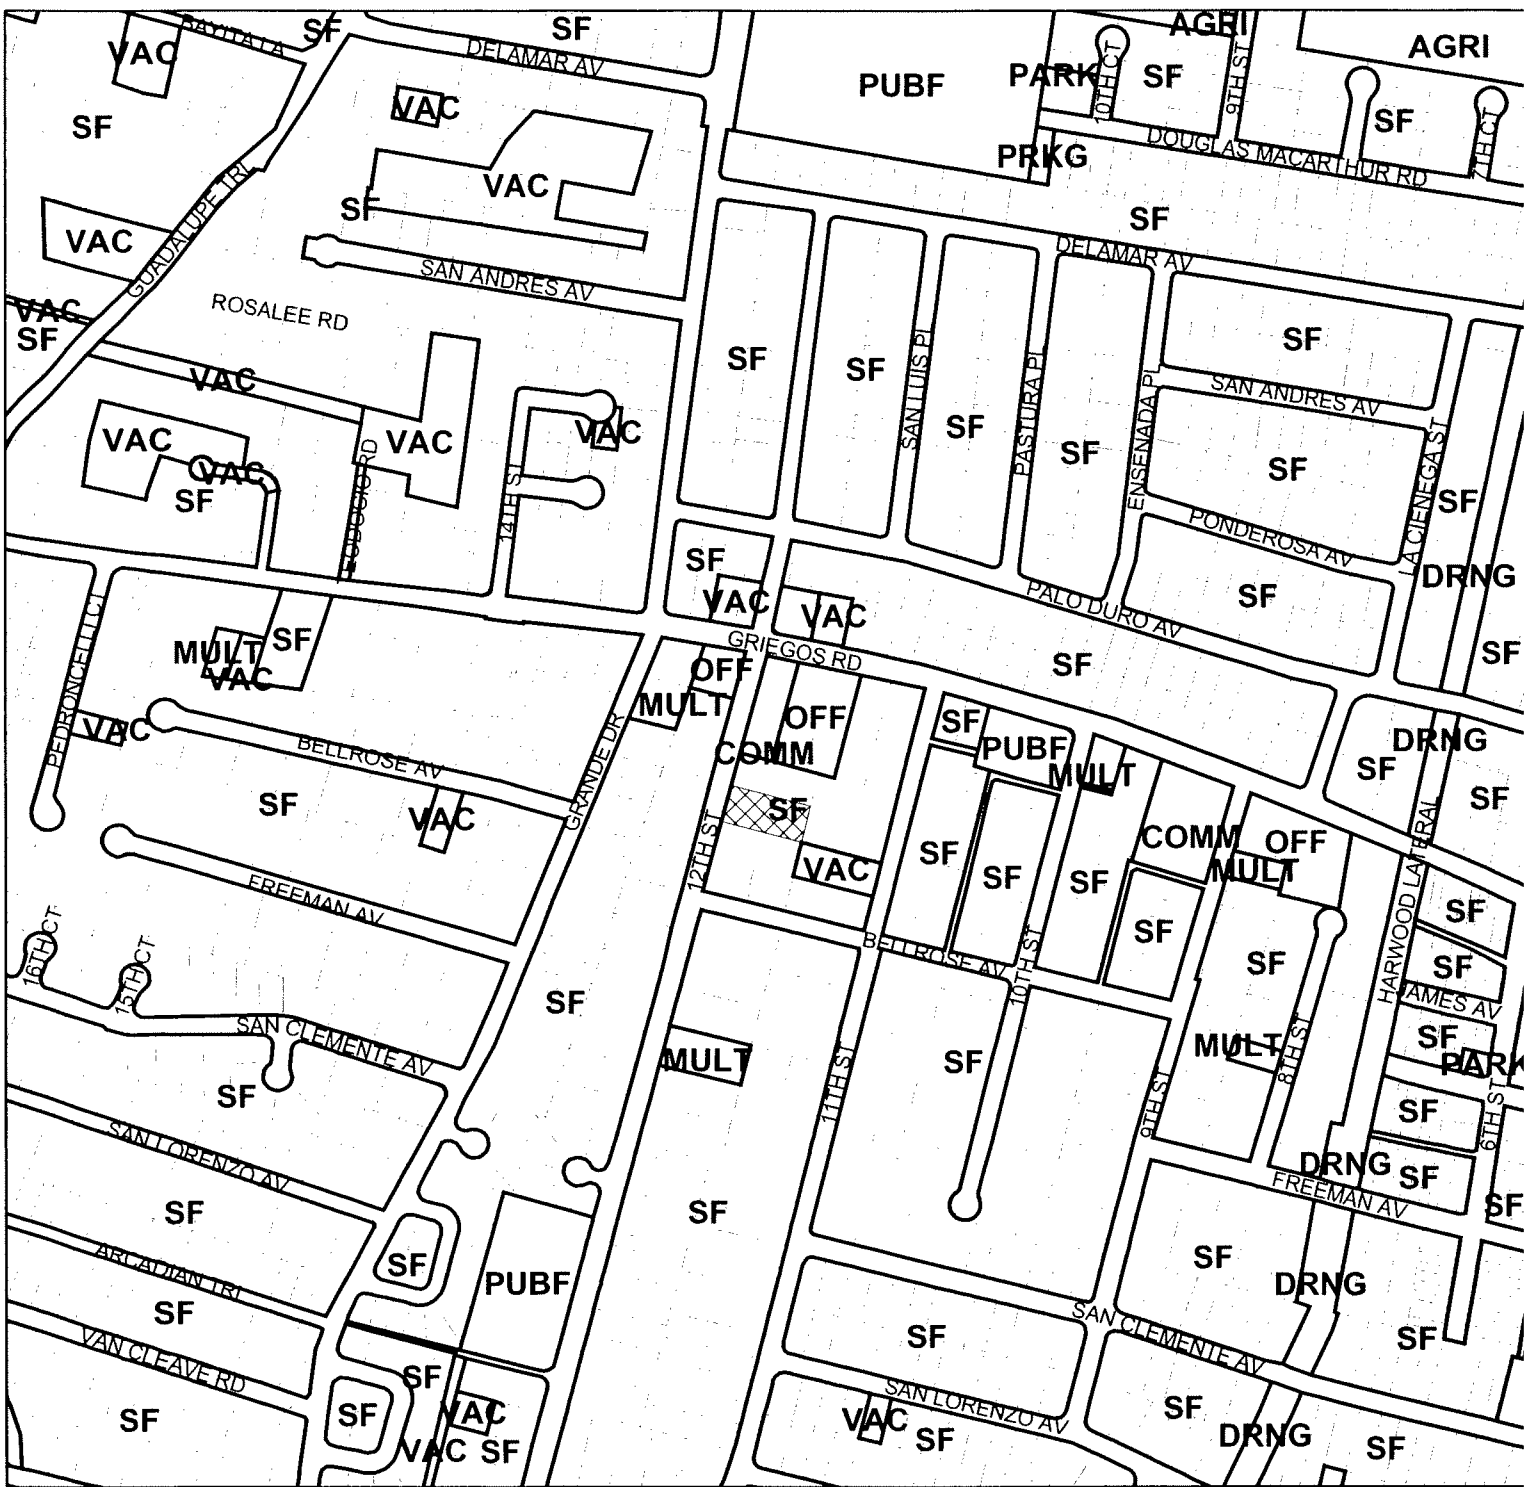 BAYITA LA
SF
SF
AGRI
AGRI
VAC
DELAMAR AV
PUBF
PARK
10TH CT
SF
9TH ST
SF
VAC
SF
7TH CT
DOUGLAS MACARTHUR RD
PRKG
GUADALUPE TRL
VAC
SF
SF
VAC
DELAMAR AV
SAN ANDRES AV
VAC
SF
ROSALEE RD
SF
SF
SF
SAN LUIS PL
SF
PASTURA PL
SF
ENSENADA PL
SAN ANDRES AV
SF
LA CIENEGA ST
SF
VAC
VAC
VAC
VAC
VAC
SF
14TH ST
PONDEROSA AV
SF
DRNG
SF
SF
VAC
VAC
PALO DURO AV
PEDRONCELLI CT
MULT
SF
VAC
GRIEGOS RD
SF
SF
OFF
MULT
OFF
SF
PUBF
MULT
COMM
DRNG
SF
SF
VAC
BELLROSE AV
GRANDE DR
SF
VAC
12TH ST
SF
VAC
SF
SF
SF
COMM
OFF
MULT
HARWOOD LATERAL
FREEMAN AV
SF
SF
BELLROSE AV
10TH ST
SF
SF
JAMES AV
16TH CT
15TH CT
SF
SAN CLEMENTE AV
SF
MULT
11TH ST
SF
9TH ST
MULT
8TH ST
SF
PARK
SF
6TH ST
SAN LORENZO AV
DRNG
SF
FREEMAN AV
SF
SF
SF
SF
DRNG
ARCADIAN TRL
SF
PUBF
SF
SF
SAN CLEMENTE AV
SF
VAN CLEAVE RD
SF
SF
SF
VAC
VAC
SF
SAN LORENZO AV
VAC
SF
SF
DRNG
SF